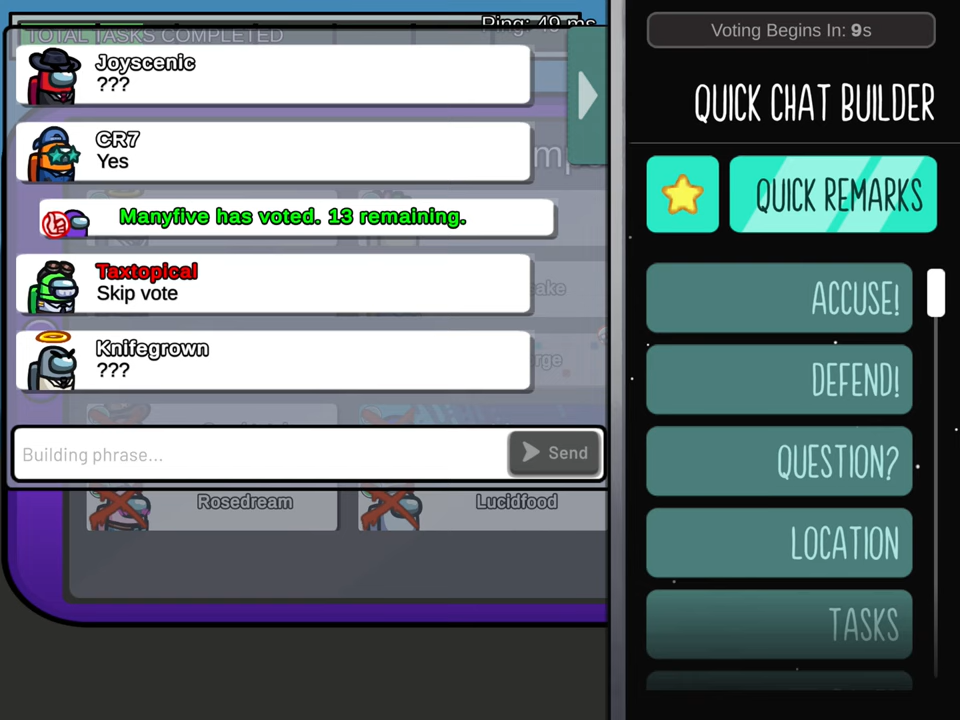 Ping: 49 ms
TOTAL TASKS COMPLETED
Joyscenic
???
CR7
Yes
Manyfive has voted. 13 remaining.
Taxtopical
Skip vote
Knifegrown
???
Building phrase...
Send
Rosedream
Lucidfood
Voting Begins In: 9s
QUICK CHAT BUILDER
QUICK REMARKS
ACCUSE!
DEFEND!
QUESTION?
LOCATION
TASKS